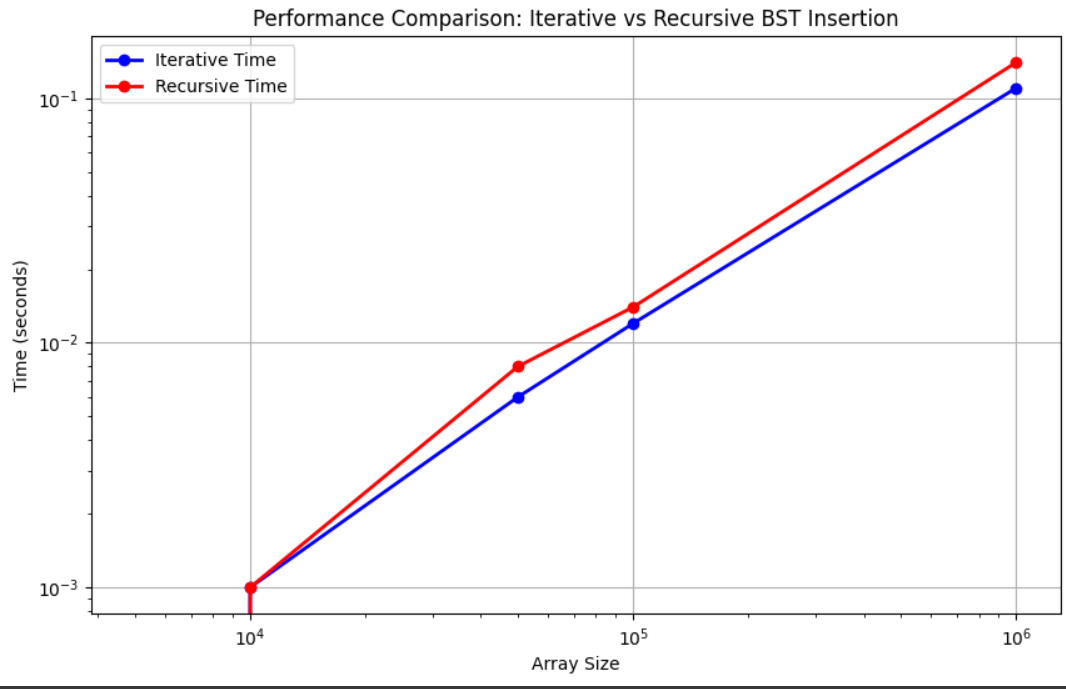 Performance Comparison: Iterative vs Recursive BST Insertion
Iterative Time
Recursive Time
10⁻¹
10⁻²
10⁻³
Time (seconds)
10⁴
10⁵
10⁶
Array Size